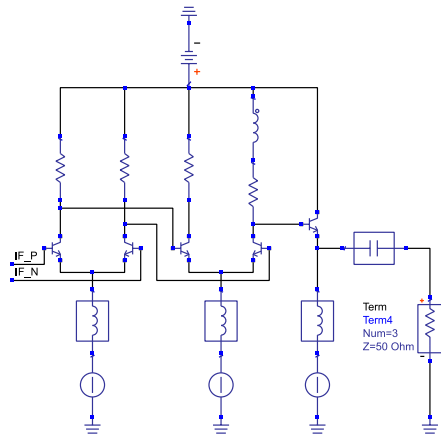 -
+
IF_P
IF_N
+
Term
Term4
Num=3
Z=50 Ohm
-